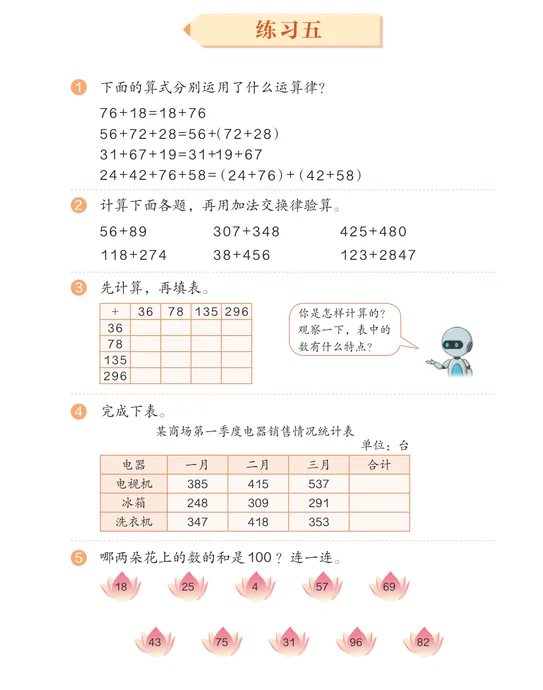 练习五
1 下面的算式分别运用了什么运算律?
76+18=18+76
56+72+28=56+(72+28)
31+67+19=31+19+67
24+42+76+58=(24+76)+(42+58)
2 计算下面各题,再用加法交换律验算。
56+89 307+348 425+480
118+274 38+456 123+2847
3 先计算,再填表。
+ 36 78 135 296
36
78
135
296
你是怎样计算的?
观察一下,表中的
数有什么特点?
4 完成下表。
某商场第一季度电器销售情况统计表
单位:台
电器 一月 二月 三月 合计
电视机 385 415 537
冰箱 248 309 291
洗衣机 347 418 353
5 哪两朵花上的数的和是100?连一连。
18 25 4 57 69
43 75 31 96 82